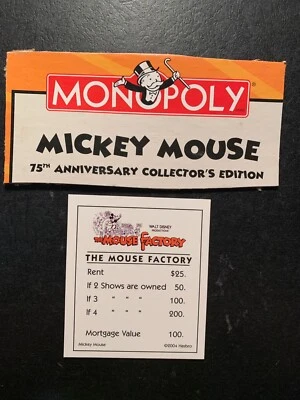 MONOPOLY ®
MICKEY MOUSE
75TH ANNIVERSARY COLLECTOR'S EDITION
WALT DISNEY
PRODUCTIONS'
THE MOUSE FACTORY
THE MOUSE FACTORY
Rent $25.
If 2 Shows are owned 50.
If 3 " " " 100.
If 4 " " " 200.
Mortgage Value 100.
Mickey Mouse ©2004 Hasbro